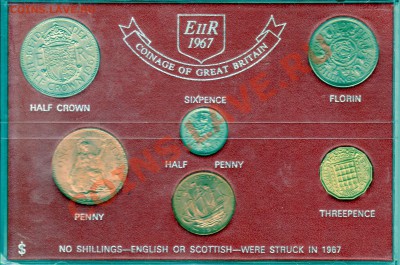 EIIR
1967
COINAGE OF GREAT BRITAIN
HALF CROWN
SIXPENCE
FLORIN
HALF PENNY
PENNY
THREEPENCE
$ NO SHILLINGS—ENGLISH OR SCOTTISH—WERE STRUCK IN 1967